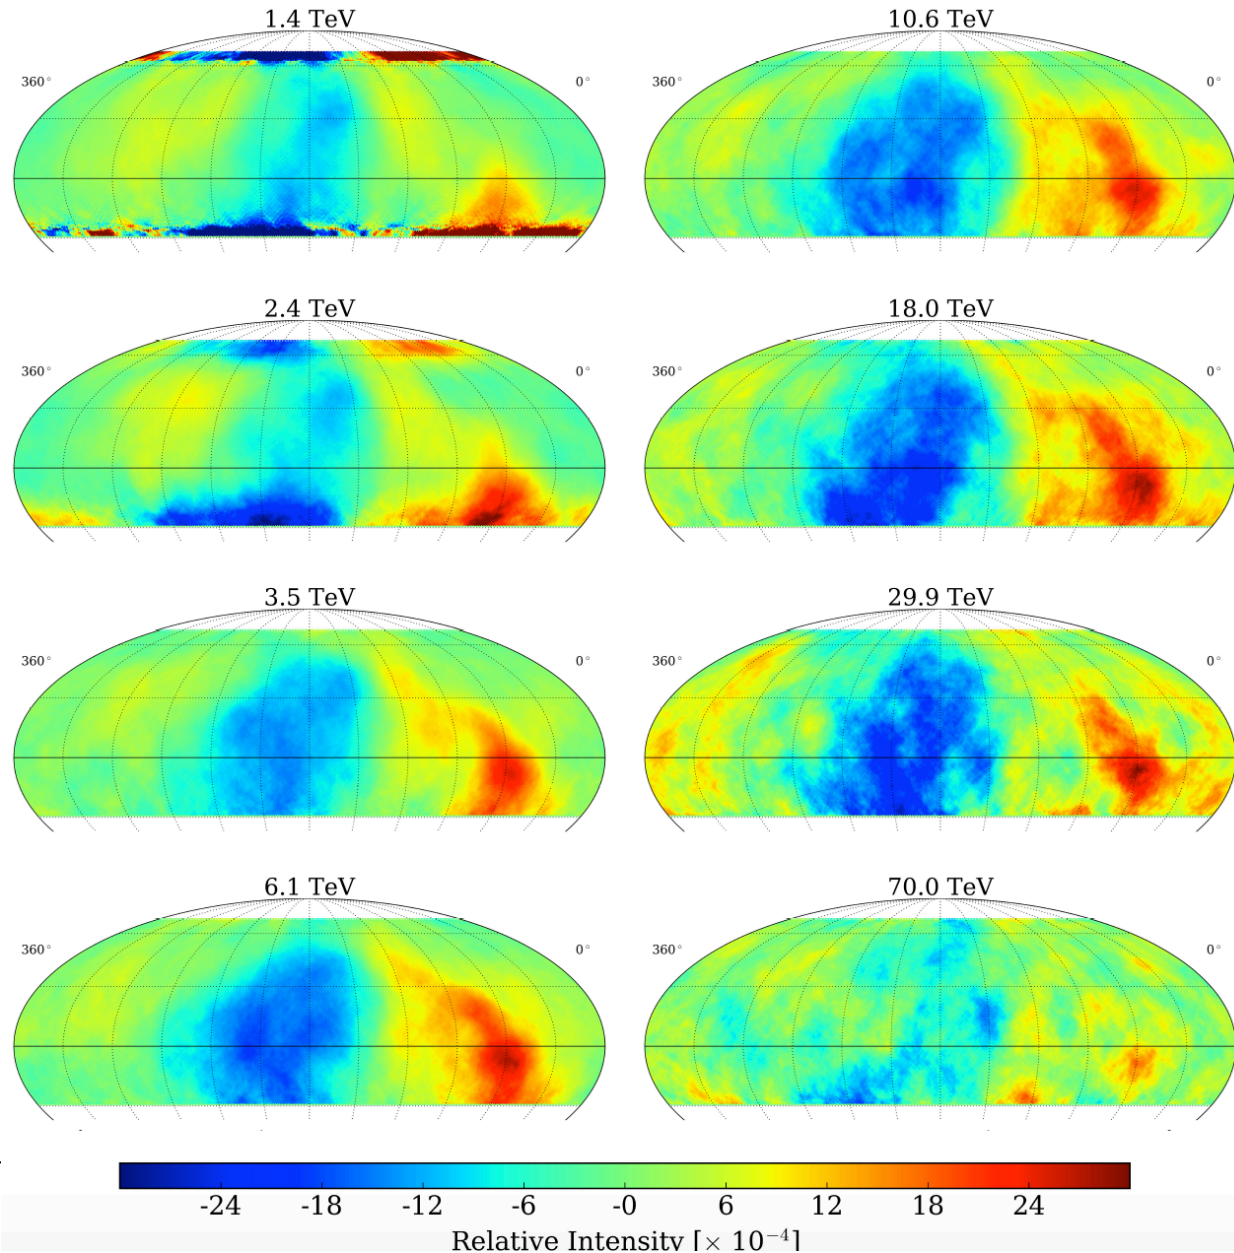 1.4 TeV
10.6 TeV
360° 0° 360° 0°
2.4 TeV
18.0 TeV
360° 0° 360° 0°
3.5 TeV
29.9 TeV
360° 0° 360° 0°
6.1 TeV
70.0 TeV
360° 0° 360° 0°
-24 -18 -12 -6 -0 6 12 18 24
Relative Intensity [× 10⁻⁴]